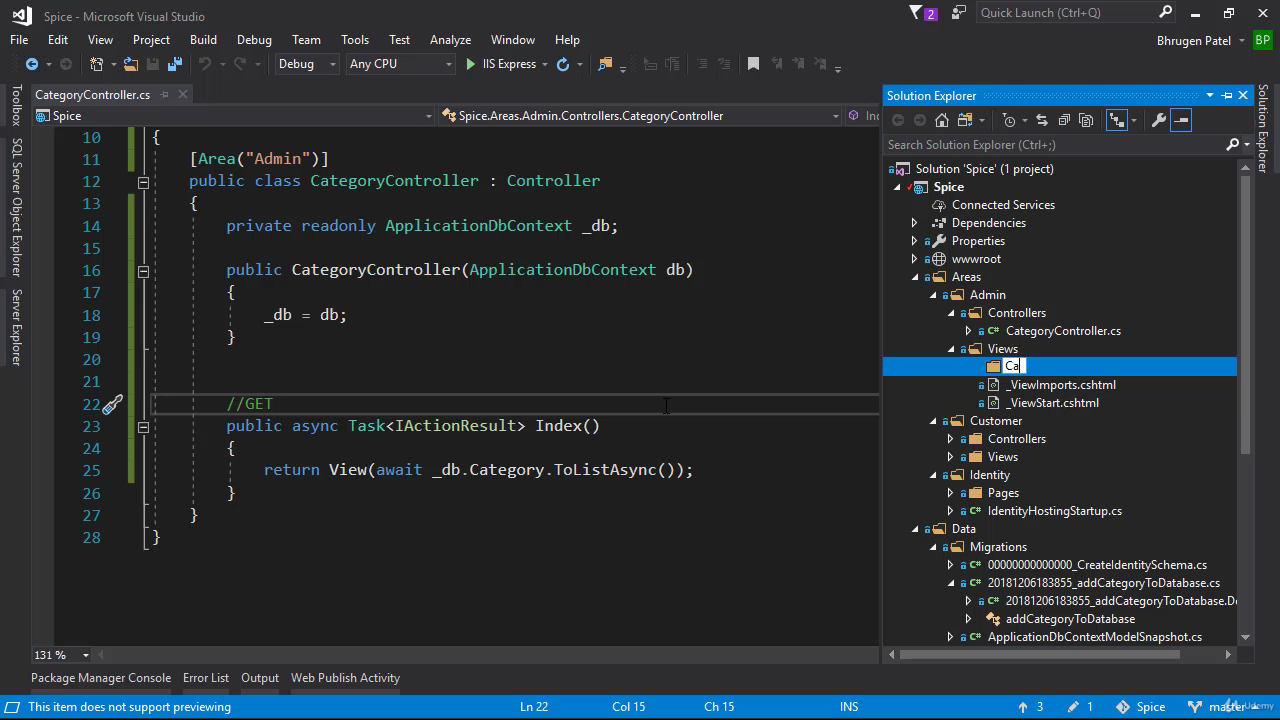 Spice - Microsoft Visual Studio
2
Quick Launch (Ctrl+Q)
File Edit View Project Build Debug Team Tools Test Analyze Window Help
Bhrugen Patel BP
Debug Any CPU IIS Express
Toolbox
SQL Server Object Explorer
Server Explorer
CategoryController.cs
Spice Spice.Areas.Admin.Controllers.CategoryController
10 {
11 [Area("Admin")]
12 public class CategoryController : Controller
13 {
14 private readonly ApplicationDbContext _db;
15
16 public CategoryController(ApplicationDbContext db)
17 {
18 _db = db;
19 }
20
21
22 //GET
23 public async Task<IActionResult> Index()
24 {
25 return View(await _db.Category.ToListAsync());
26 }
27 }
28 }
131 %
Solution Explorer
Search Solution Explorer (Ctrl+;)
Solution 'Spice' (1 project)
Spice
Connected Services
Dependencies
Properties
wwwroot
Areas
Admin
Controllers
CategoryController.cs
Views
Ca
_ViewImports.cshtml
_ViewStart.cshtml
Customer
Controllers
Views
Identity
Pages
IdentityHostingStartup.cs
Data
Migrations
00000000000000_CreateIdentitySchema.cs
20181206183855_addCategoryToDatabase.cs
20181206183855_addCategoryToDatabase.De
addCategoryToDatabase
ApplicationDbContextModelSnapshot.cs
Solution Explorer
Package Manager Console Error List Output Web Publish Activity
This item does not support previewing Ln 22 Col 15 Ch 15 INS 3 1 Spice master
Udemy